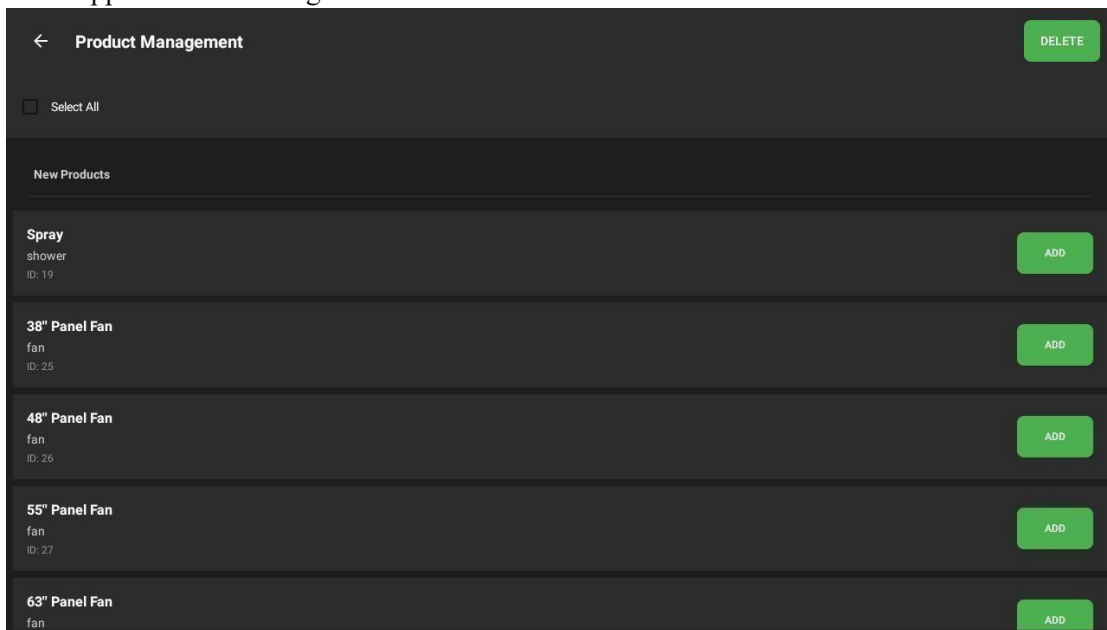 Product Management
DELETE
Select All
New Products
Spray
shower
ID: 19
ADD
38" Panel Fan
fan
ID: 25
ADD
48" Panel Fan
fan
ID: 26
ADD
55" Panel Fan
fan
ID: 27
ADD
63" Panel Fan
fan
ADD